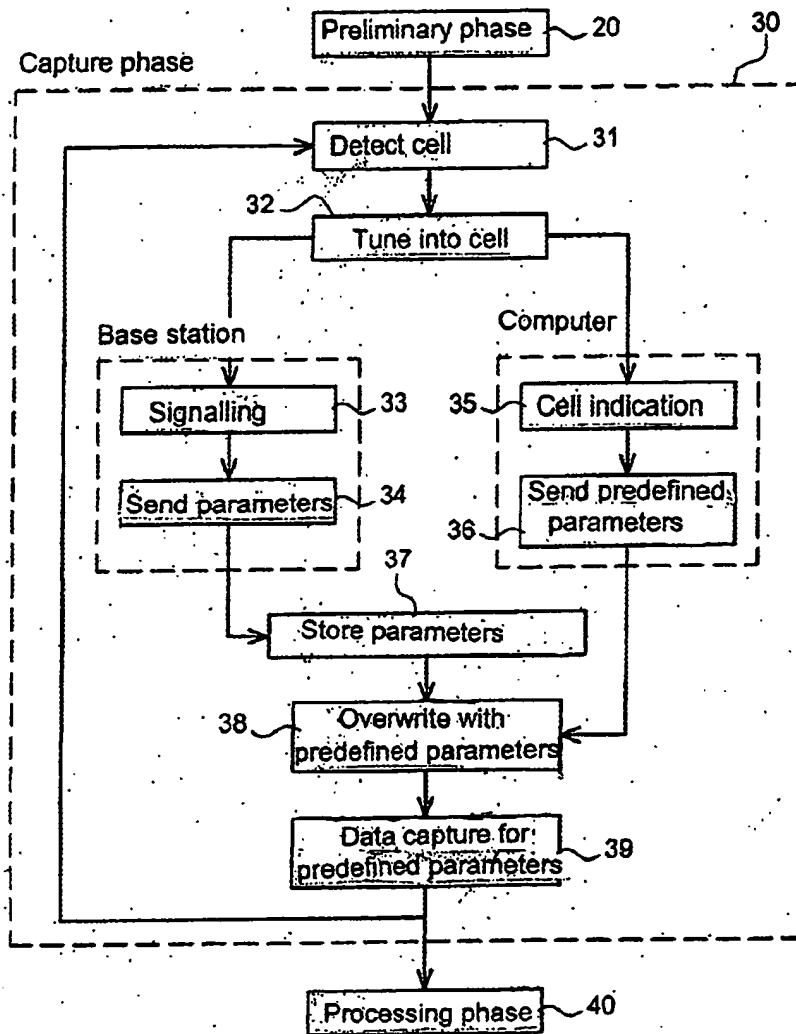 Preliminary phase
20
30
Capture phase
Detect cell
31
32
Tune into cell
Base station
Computer
Signalling
33
35
Cell indication
Send parameters
34
36
Send predefined
parameters
37
Store parameters
38
Overwrite with
predefined parameters
Data capture for
predefined parameters
39
Processing phase
40